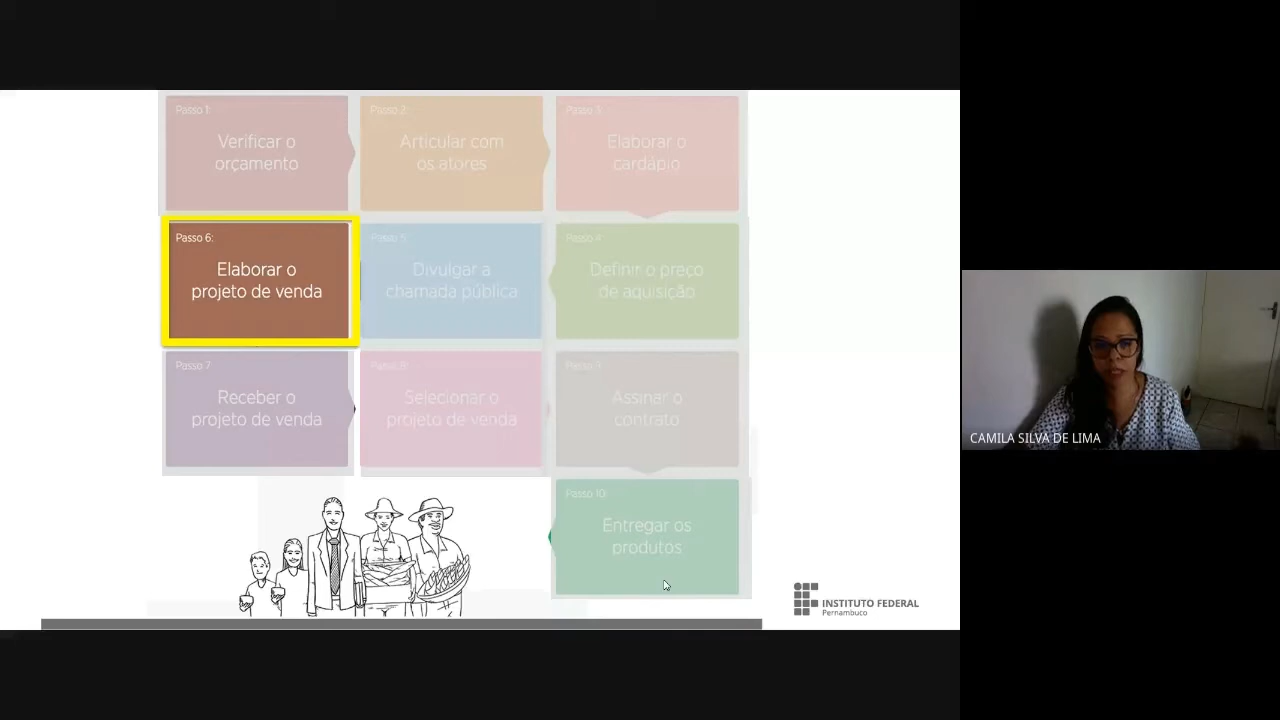 Passo 1:
Verificar o
orçamento
Passo 2:
Articular com
os atores
Passo 3:
Elaborar o
cardápio
Passo 6:
Elaborar o
projeto de venda
Passo 5:
Divulgar a
chamada pública
Passo 4:
Definir o preço
de aquisição
Passo 7
Receber o
projeto de venda
Passo 8:
Selecionar o
projeto de venda
Passo 9:
Assinar o
contrato
Passo 10:
Entregar os
produtos
CAMILA SILVA DE LIMA
INSTITUTO FEDERAL
Pernambuco